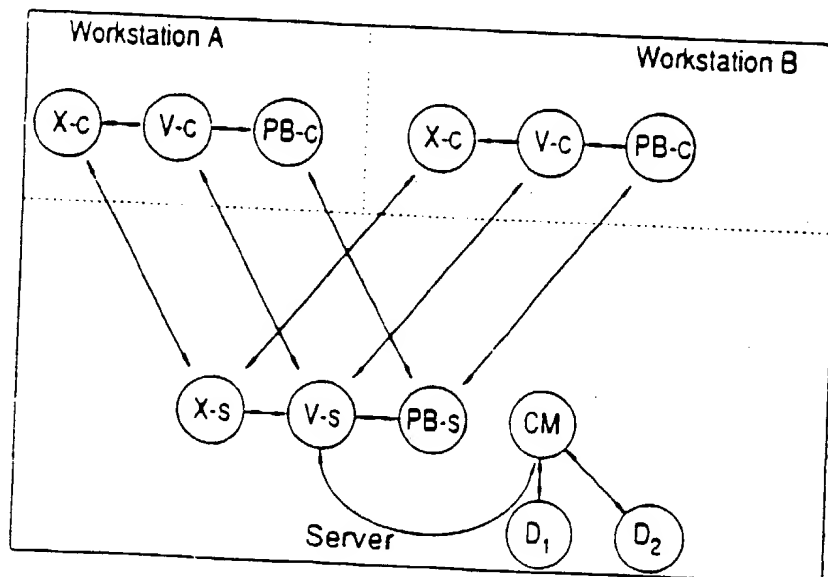 Workstation A
Workstation B
X-c V-c PB-c
X-c V-c PB-c
X-s V-s PB-s CM
Server
D1 D2